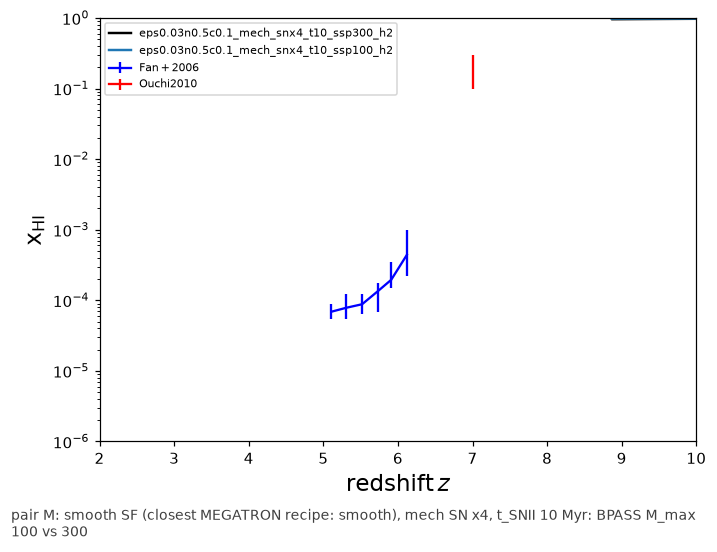 eps0.03n0.5c0.1_mech_snx4_t10_ssp300_h2
eps0.03n0.5c0.1_mech_snx4_t10_ssp100_h2
Fan+2006
Ouchi2010
10⁰
10⁻¹
10⁻²
10⁻³
10⁻⁴
10⁻⁵
10⁻⁶
x_HI
2 3 4 5 6 7 8 9 10
redshift z
pair M: smooth SF (closest MEGATRON recipe: smooth), mech SN x4, t_SNII 10 Myr: BPASS M_max
100 vs 300